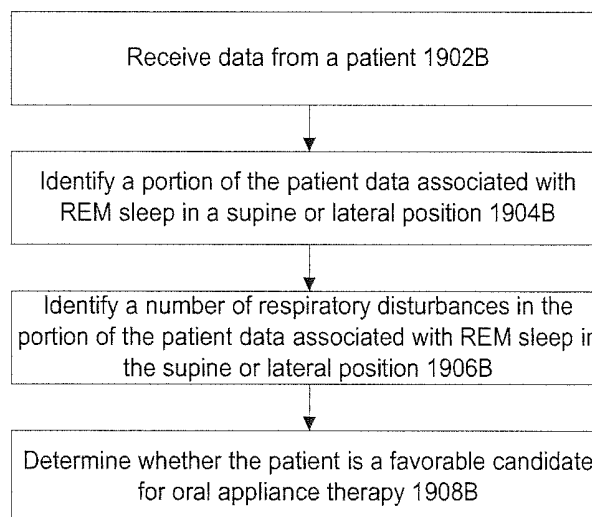 Receive data from a patient 1902B
Identify a portion of the patient data associated with
REM sleep in a supine or lateral position 1904B
Identify a number of respiratory disturbances in the
portion of the patient data associated with REM sleep in
the supine or lateral position 1906B
Determine whether the patient is a favorable candidate
for oral appliance therapy 1908B